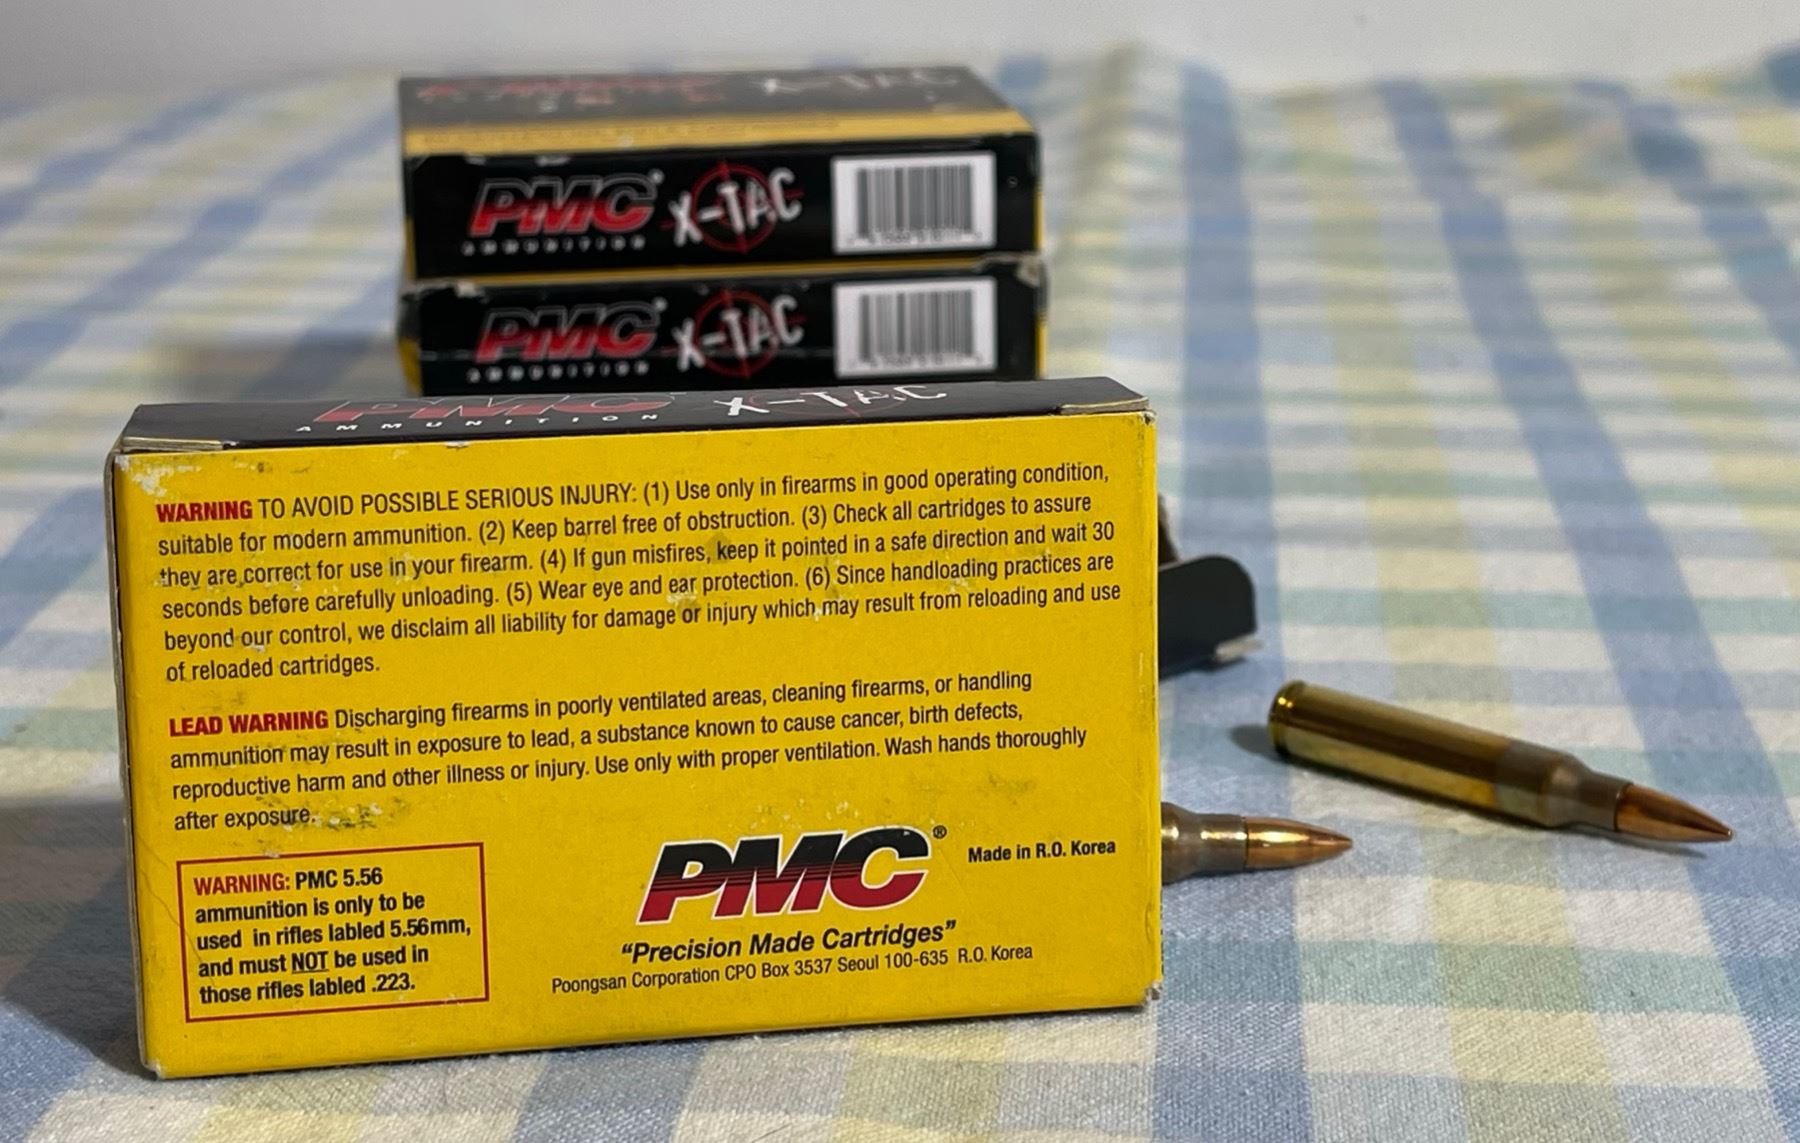 PMC® X-TAC
AMMUNITION
PMC® X-TAC
AMMUNITION
PMC X-TAC
AMMUNITION
WARNING TO AVOID POSSIBLE SERIOUS INJURY: (1) Use only in firearms in good operating condition,
suitable for modern ammunition. (2) Keep barrel free of obstruction. (3) Check all cartridges to assure
they are correct for use in your firearm. (4) If gun misfires, keep it pointed in a safe direction and wait 30
seconds before carefully unloading. (5) Wear eye and ear protection. (6) Since handloading practices are
beyond our control, we disclaim all liability for damage or injury which may result from reloading and use
of reloaded cartridges.
LEAD WARNING Discharging firearms in poorly ventilated areas, cleaning firearms, or handling
ammunition may result in exposure to lead, a substance known to cause cancer, birth defects,
reproductive harm and other illness or injury. Use only with proper ventilation. Wash hands thoroughly
after exposure.
WARNING: PMC 5.56
ammunition is only to be
used in rifles labled 5.56mm,
and must NOT be used in
those rifles labled .223.
PMC®
Made in R.O. Korea
“Precision Made Cartridges”
Poongsan Corporation CPO Box 3537 Seoul 100-635 R.O. Korea